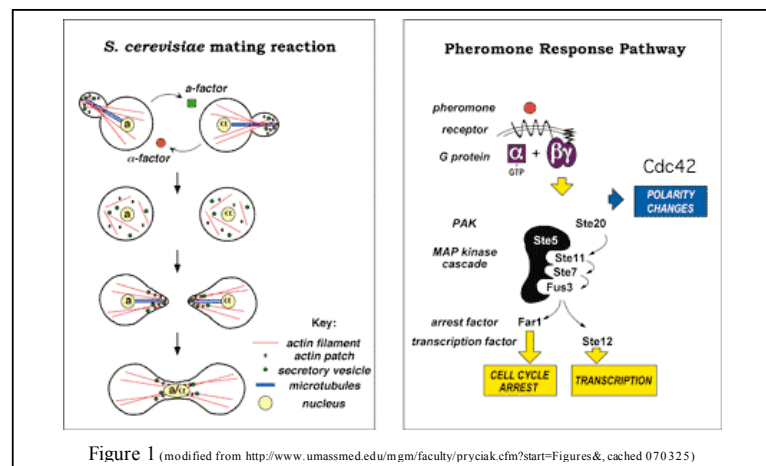 S. cerevisiae mating reaction
a-factor
a
α
α-factor
a
α
a
α
Key:
actin filament
actin patch
secretory vesicle
microtubules
nucleus
a/α
Pheromone Response Pathway
pheromone
receptor
G protein
α + βγ
GTP
Cdc42
POLARITY
CHANGES
PAK
Ste20
Ste5
MAP kinase
cascade
Ste11
Ste7
Fus3
arrest factor
Far1
transcription factor
Ste12
CELL CYCLE
ARREST
TRANSCRIPTION
Figure 1 (modified from http://www.umassmed.edu/mgm/faculty/pryciak.cfm?start=Figures&, cached 070325)